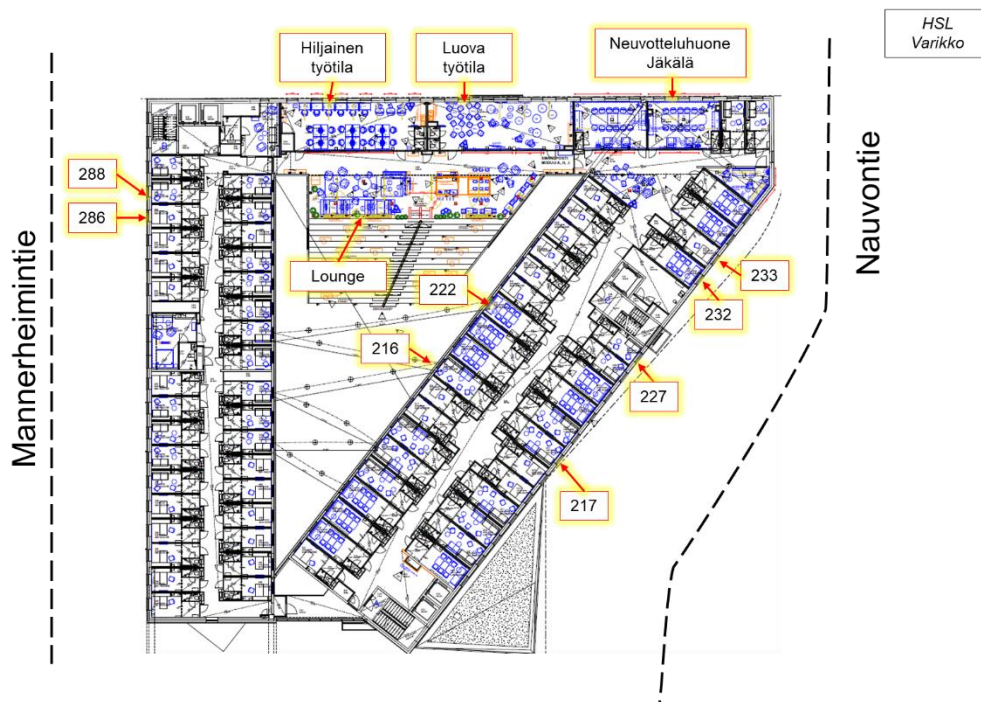 HSL
Varikko
Hiljainen
työtila
Luova
työtila
Neuvotteluhuone
Jäkälä
288
286
Lounge
222
216
233
232
227
217
Mannerheimintie
Nauvontie